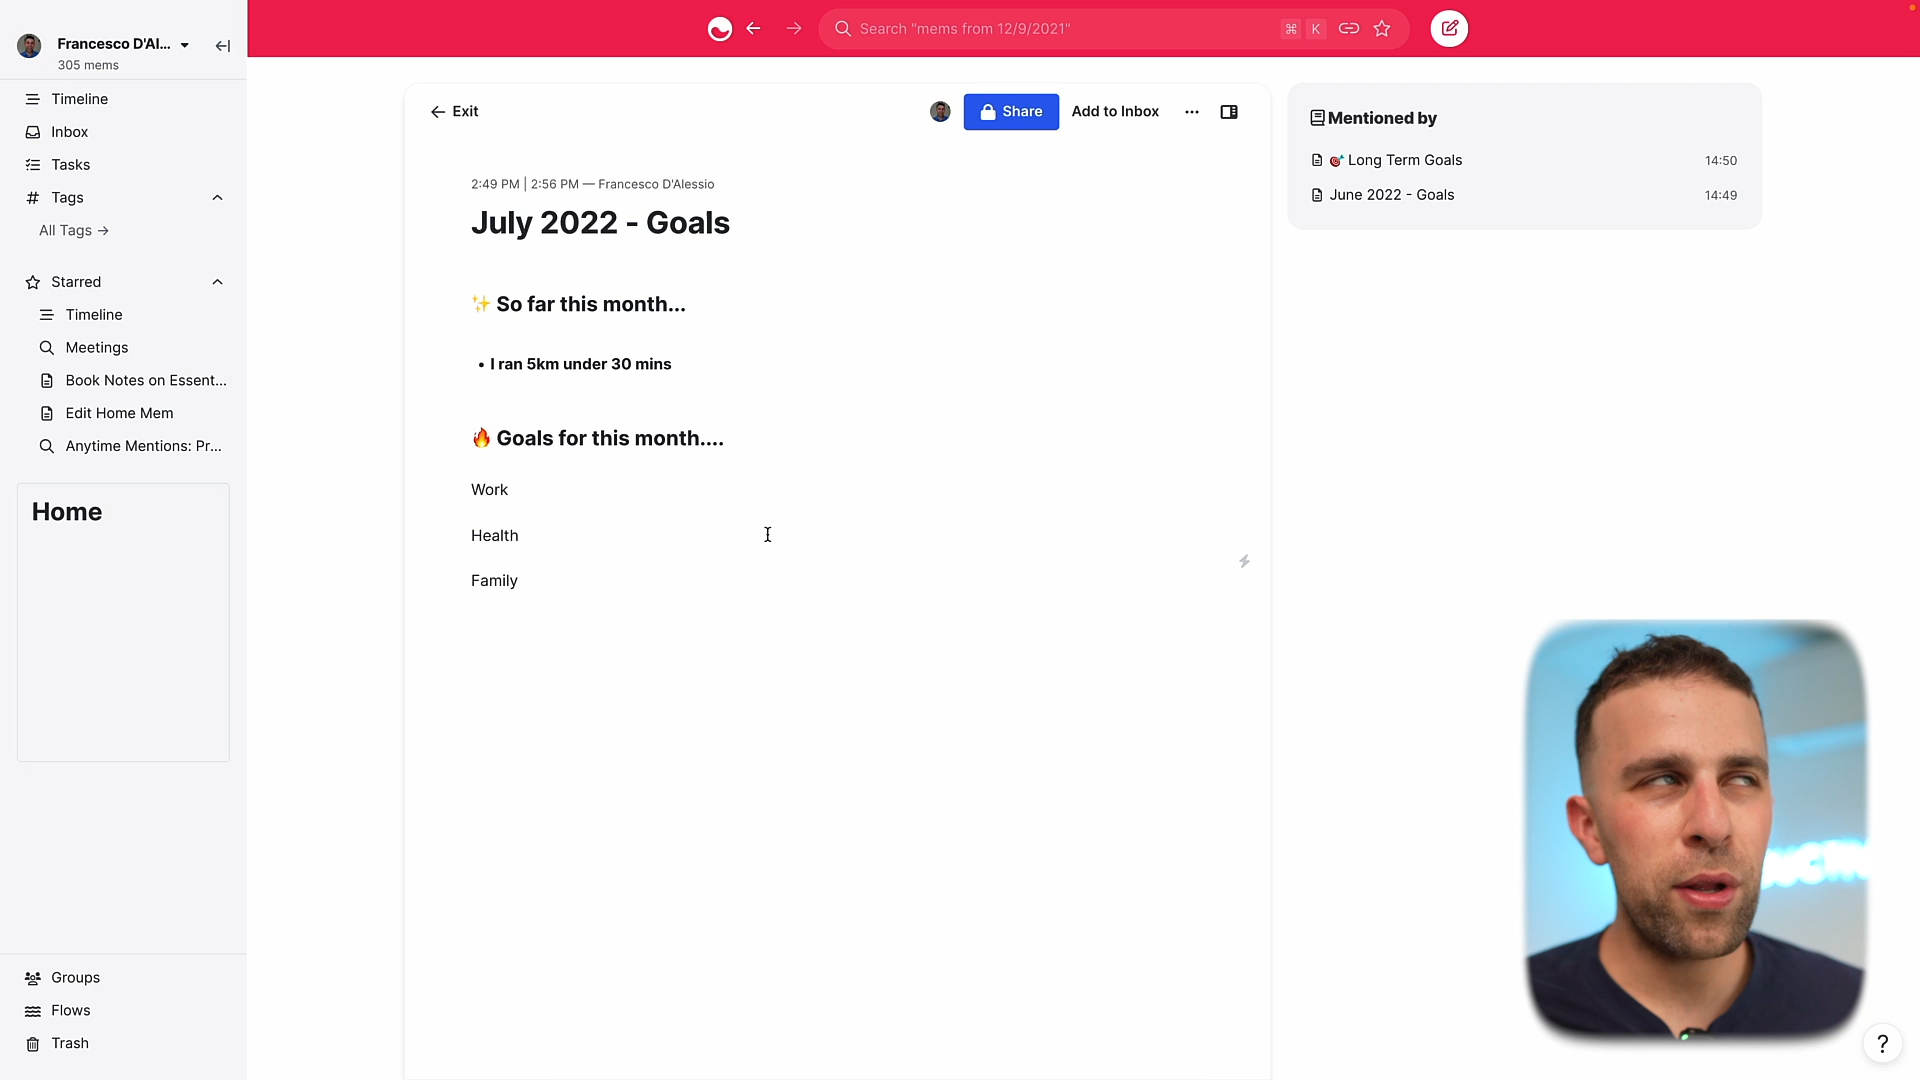 Francesco D'Al...
305 mems
Timeline
Inbox
Tasks
Tags
All Tags →
Starred
Timeline
Meetings
Book Notes on Essent...
Edit Home Mem
Anytime Mentions: Pr...
Home
Groups
Flows
Trash
Search "mems from 12/9/2021"
⌘ K
Exit
Share
Add to Inbox
2:49 PM | 2:56 PM — Francesco D'Alessio
July 2022 - Goals
✨ So far this month...
• I ran 5km under 30 mins
🔥 Goals for this month....
Work
Health
Family
Mentioned by
🎯 Long Term Goals 14:50
June 2022 - Goals 14:49
?